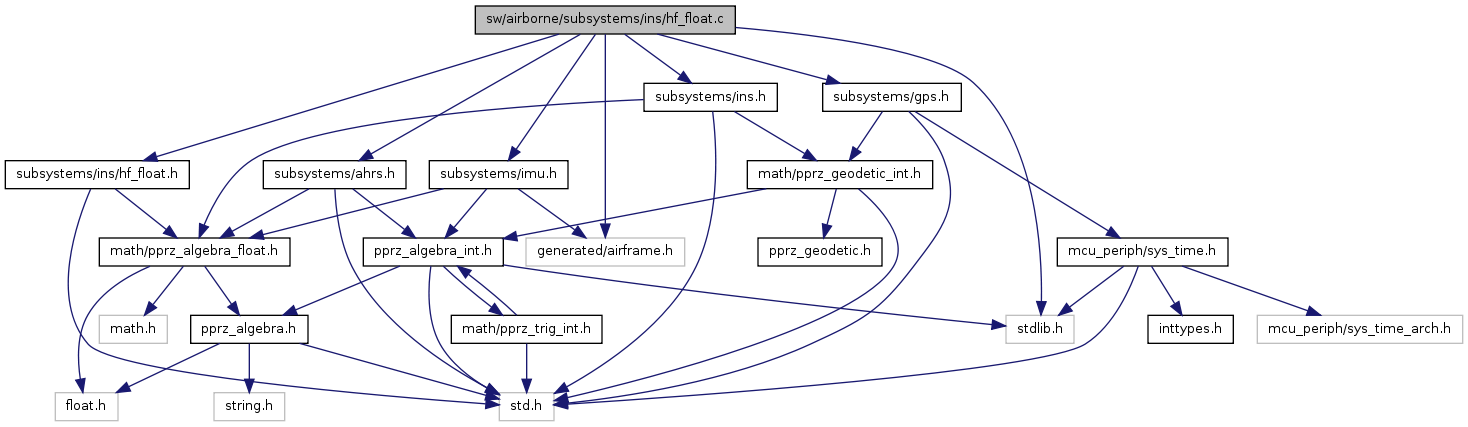 sw/airborne/subsystems/ins/hf_float.c
subsystems/ins.h
subsystems/gps.h
subsystems/ins/hf_float.h
subsystems/ahrs.h
subsystems/imu.h
math/pprz_geodetic_int.h
math/pprz_algebra_float.h
pprz_algebra_int.h
generated/airframe.h
pprz_geodetic.h
mcu_periph/sys_time.h
math.h
pprz_algebra.h
math/pprz_trig_int.h
stdlib.h
inttypes.h
mcu_periph/sys_time_arch.h
float.h
string.h
std.h